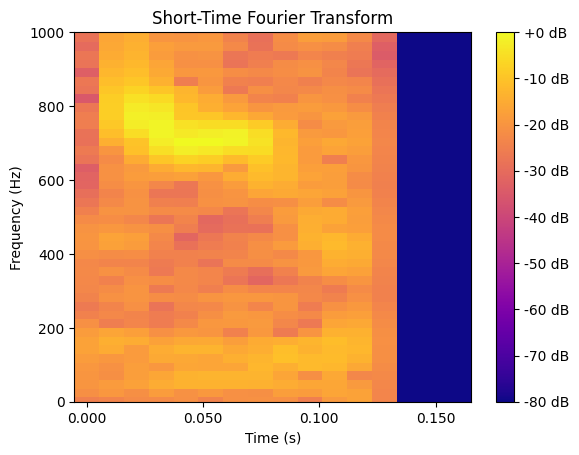 Short-Time Fourier Transform
Frequency (Hz)
1000
800
600
400
200
0
0.000
0.050
0.100
0.150
Time (s)
+0 dB
-10 dB
-20 dB
-30 dB
-40 dB
-50 dB
-60 dB
-70 dB
-80 dB